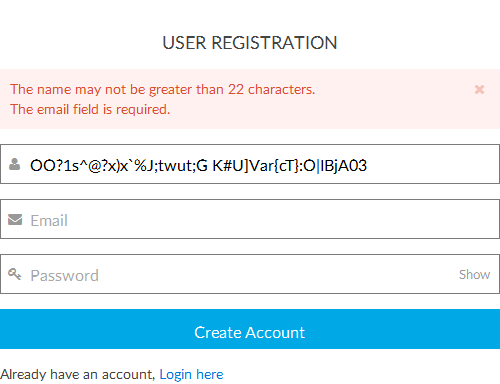 USER REGISTRATION
The name may not be greater than 22 characters.
The email field is required.
OO?1s^@?x)x`%J;twut;G K#U]Var{cT}:O|IBjA03
Email
Password
Show
Create Account
Already have an account, Login here